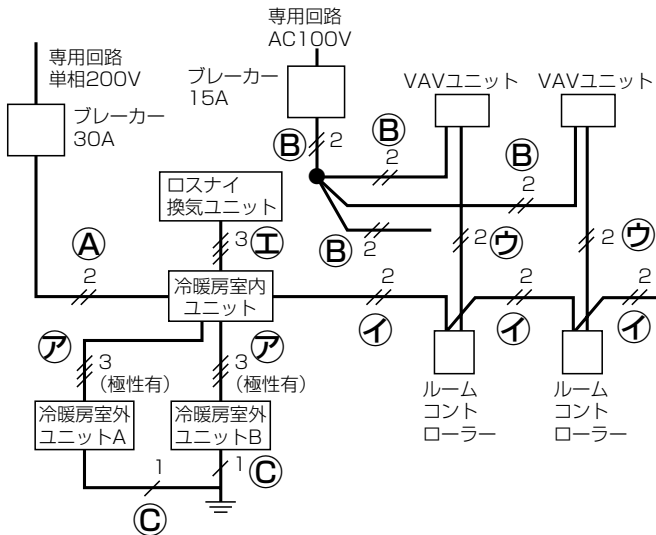 専用回路
AC100V
専用回路
単相200V
ブレーカー
15A
VAVユニット
VAVユニット
ブレーカー
30A
Ⓑ
2
Ⓑ
2
Ⓑ
2
ロスナイ
換気ユニット
Ⓑ
2
3
エ
2
ウ
2
ウ
Ⓐ
2
冷暖房室内
ユニット
2
イ
2
イ
2
イ
ア
3
(極性有)
ア
3
(極性有)
ルーム
コント
ローラー
ルーム
コント
ローラー
冷暖房室外
ユニットA
冷暖房室外
ユニットB
1
Ⓒ
1
Ⓒ